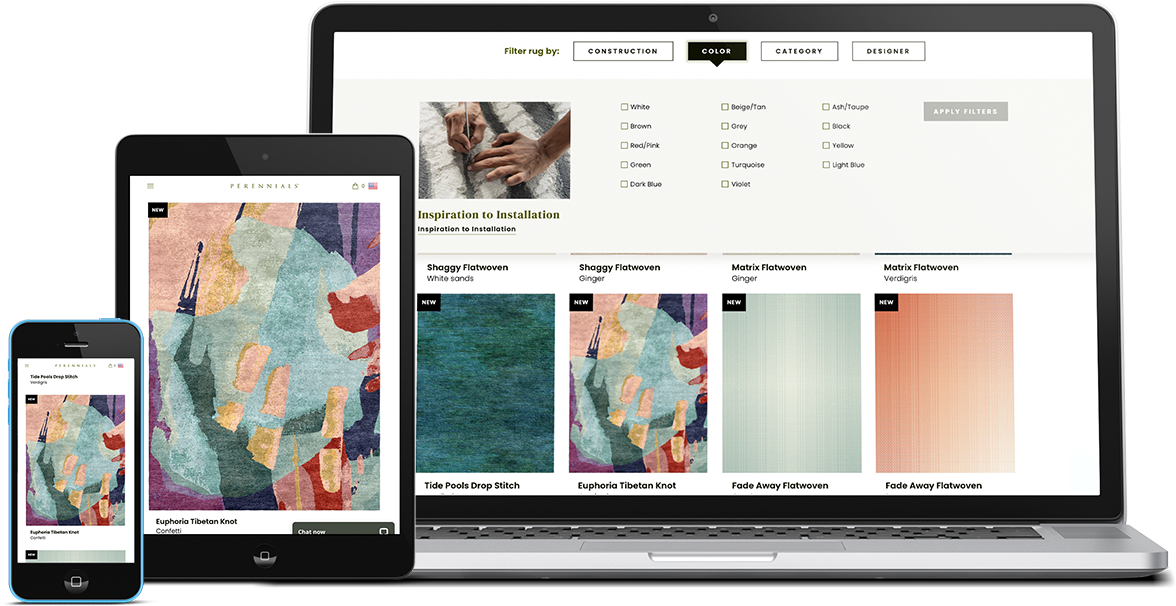 Filter rug by: CONSTRUCTION COLOR CATEGORY DESIGNER
White Beige/Tan Ash/Taupe APPLY FILTERS
Brown Grey Black
Red/Pink Orange Yellow
Green Turquoise Light Blue
Dark Blue Violet
Inspiration to Installation
Inspiration to Installation
Shaggy Flatwoven Shaggy Flatwoven Matrix Flatwoven Matrix Flatwoven
White sands Ginger Ginger Verdigris
NEW NEW NEW NEW
Tide Pools Drop Stitch Euphoria Tibetan Knot Fade Away Flatwoven Fade Away Flatwoven
PERENNIALS 0
NEW
Euphoria Tibetan Knot
Confetti
Chat now
PERENNIALS 0
Tide Pools Drop Stitch
Verdigris
NEW
Euphoria Tibetan Knot
Confetti
NEW